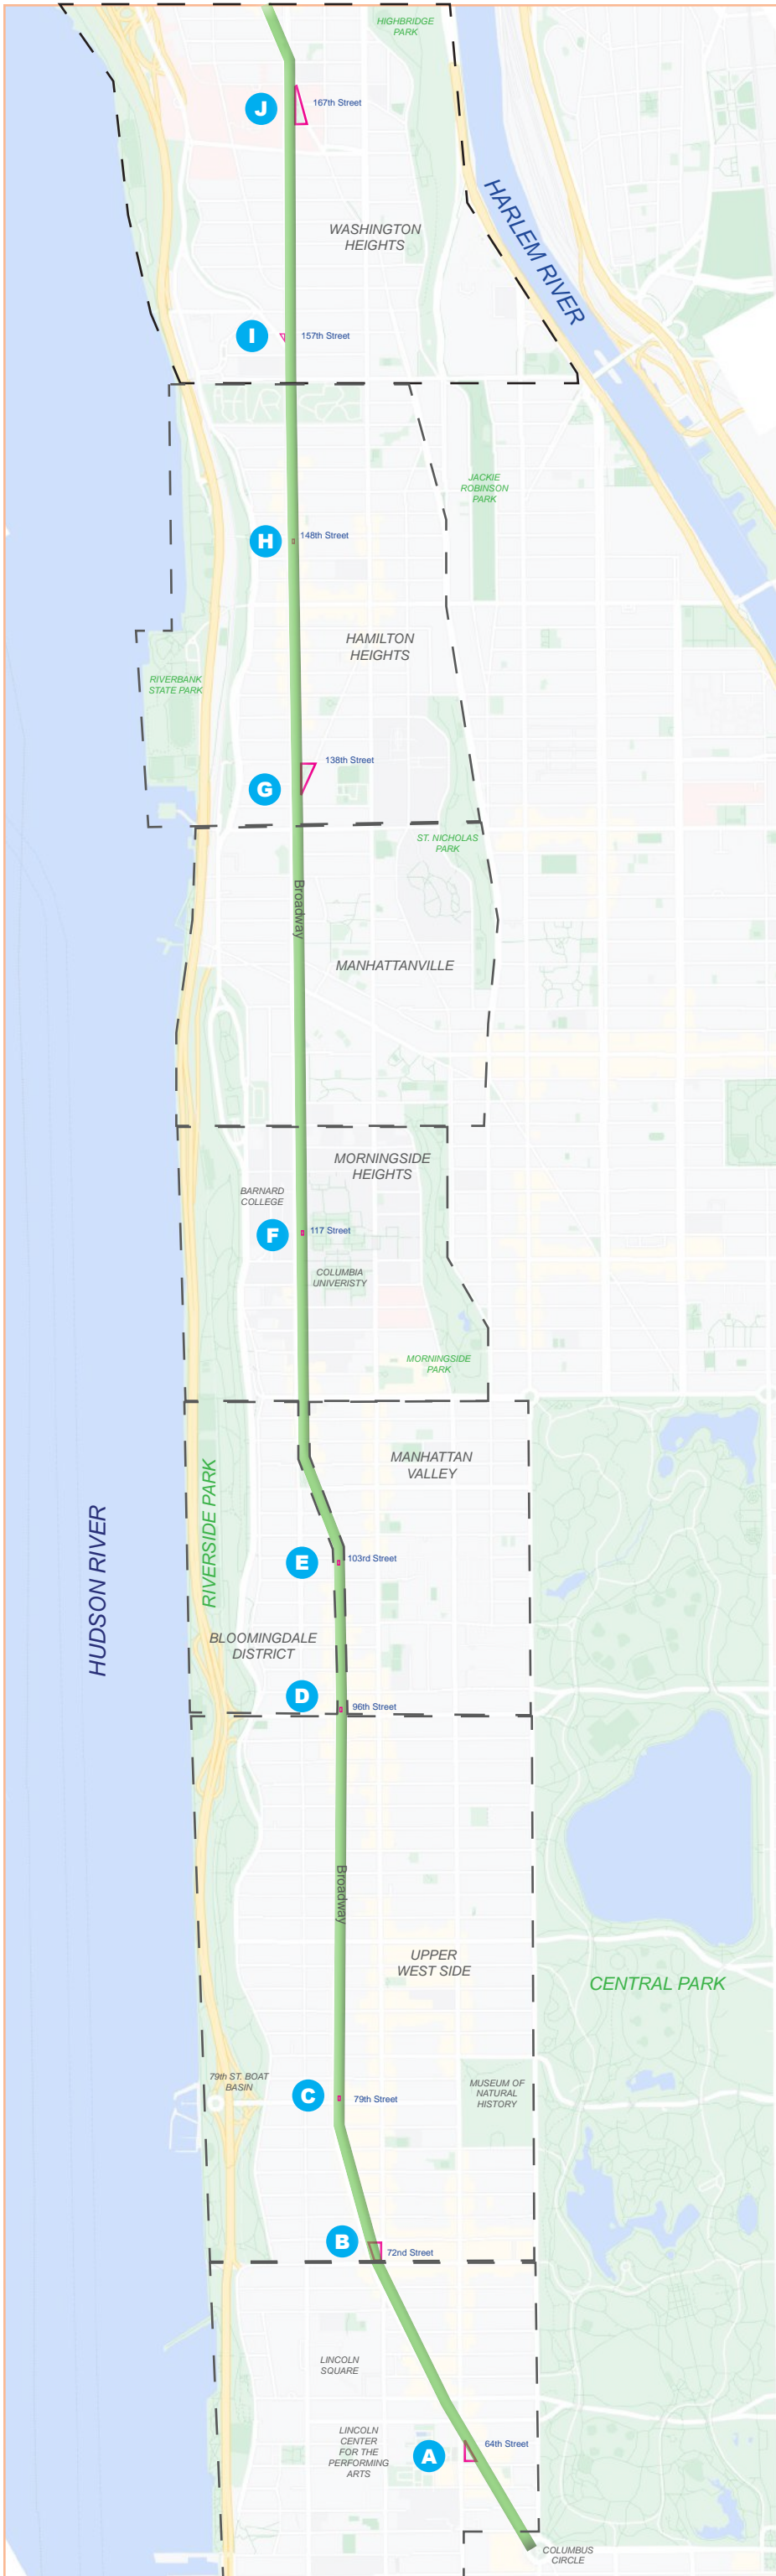 HIGHBRIDGE
PARK
J
167th Street
WASHINGTON
HEIGHTS
HARLEM RIVER
I
157th Street
JACKIE
ROBINSON
PARK
H
148th Street
HAMILTON
HEIGHTS
RIVERBANK
STATE PARK
138th Street
G
ST. NICHOLAS
PARK
Broadway
MANHATTANVILLE
MORNINGSIDE
HEIGHTS
BARNARD
COLLEGE
F
117 Street
COLUMBIA
UNIVERISTY
MORNINGSIDE
PARK
MANHATTAN
VALLEY
RIVERSIDE PARK
HUDSON RIVER
E
103rd Street
BLOOMINGDALE
DISTRICT
D
96th Street
Broadway
UPPER
WEST SIDE
CENTRAL PARK
79th ST. BOAT
BASIN
C
79th Street
MUSEUM OF
NATURAL
HISTORY
B
72nd Street
LINCOLN
SQUARE
LINCOLN
CENTER
FOR THE
PERFORMING
ARTS
A
64th Street
COLUMBUS
CIRCLE